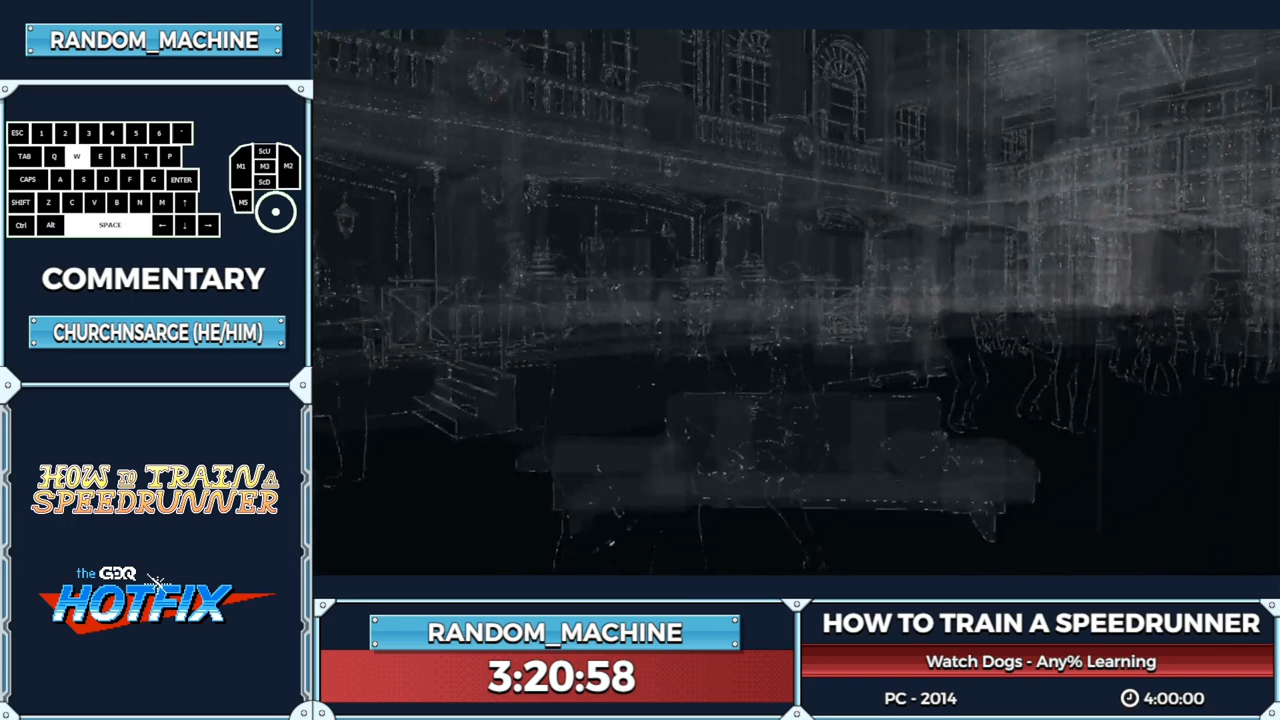 RANDOM_MACHINE
ESC 1 2 3 4 5 6 `
TAB Q W E R T P
CAPS A S D F G ENTER
SHIFT Z C V B N M ↑
Ctrl Alt SPACE ← ↓ →
ScU
M1 M3 M2
ScD
M5
COMMENTARY
CHURCHNSARGE (HE/HIM)
HOW TO TRAIN A
SPEEDRUNNER
the GDQ
HOTFIX
RANDOM_MACHINE
3:20:58
HOW TO TRAIN A SPEEDRUNNER
Watch Dogs - Any% Learning
PC - 2014 4:00:00